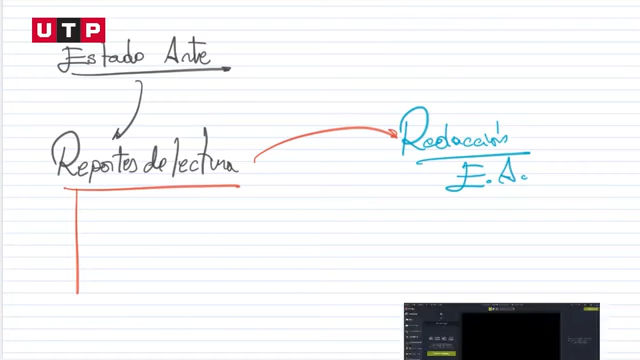 UTP
Estado Arte
Reportes de lectura
Redacción
E.A.